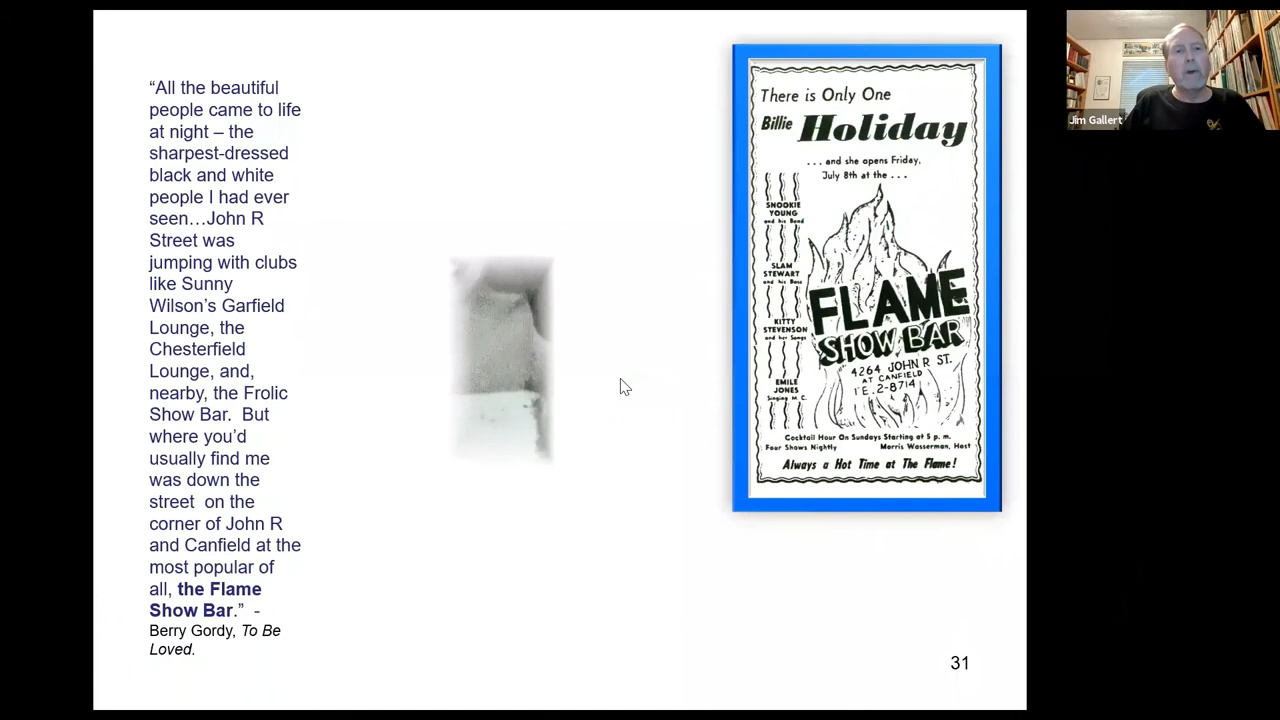 “All the beautiful
people came to life
at night – the
sharpest-dressed
black and white
people I had ever
seen…John R
Street was
jumping with clubs
like Sunny
Wilson’s Garfield
Lounge, the
Chesterfield
Lounge, and,
nearby, the Frolic
Show Bar.  But
where you’d
usually find me
was down the
street  on the
corner of John R
and Canfield at the
most popular of
all, the Flame
Show Bar.”  -
Berry Gordy, To Be
Loved.
There is Only One
Billie Holiday
. . . and she opens Friday,
July 8th at the . . .
SNOOKIE
YOUNG
and his Band
SLAM
STEWART
and his Bass
KITTY
STEVENSON
and her Songs
EMILE
JONES
Singing M. C.
FLAME
SHOW BAR
4264 JOHN R ST.
AT CANFIELD
TE. 2-8714
Cocktail Hour On Sundays Starting at 5 p. m.
Four Shows Nightly Morris Wasserman, Host
Always a Hot Time at The Flame!
31
Jim Gallert